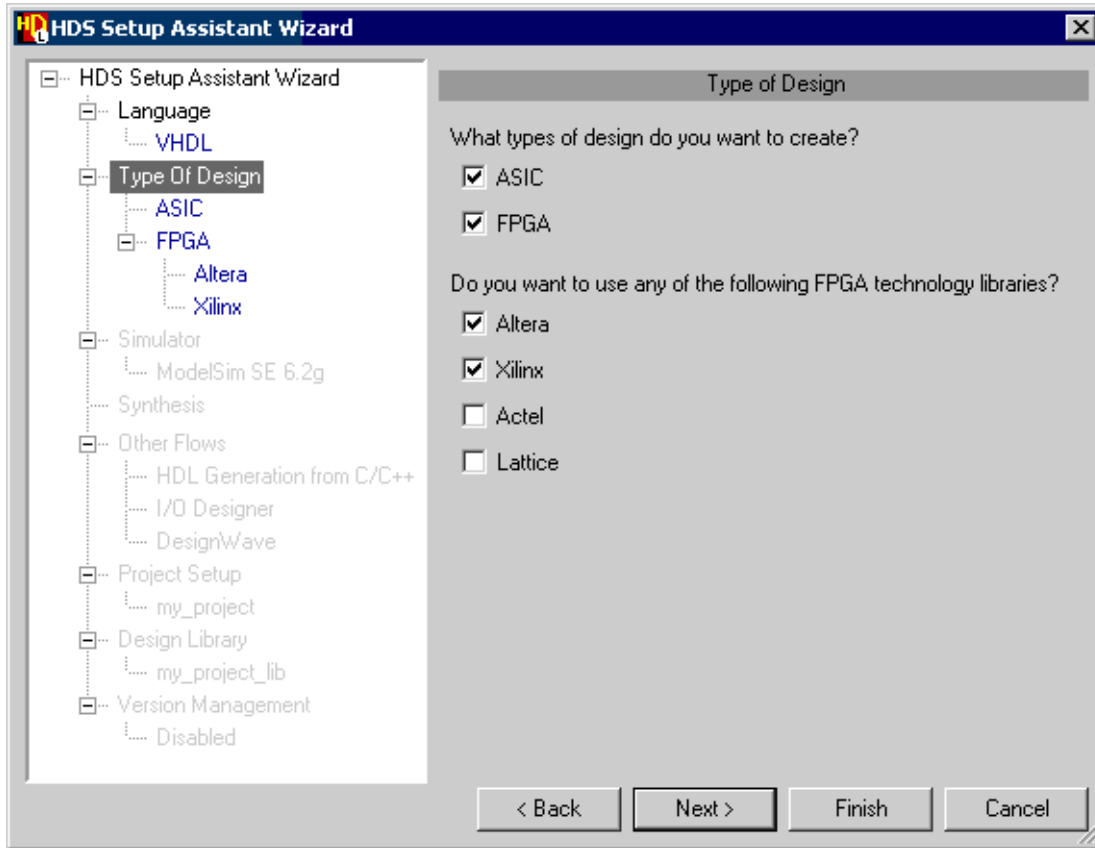 HDS Setup Assistant Wizard
HDS Setup Assistant Wizard
Language
VHDL
Type Of Design
ASIC
FPGA
Altera
Xilinx
Simulator
ModelSim SE 6.2g
Synthesis
Other Flows
HDL Generation from C/C++
I/O Designer
DesignWave
Project Setup
my_project
Design Library
my_project_lib
Version Management
Disabled
Type of Design
What types of design do you want to create?
ASIC
FPGA
Do you want to use any of the following FPGA technology libraries?
Altera
Xilinx
Actel
Lattice
< Back
Next >
Finish
Cancel